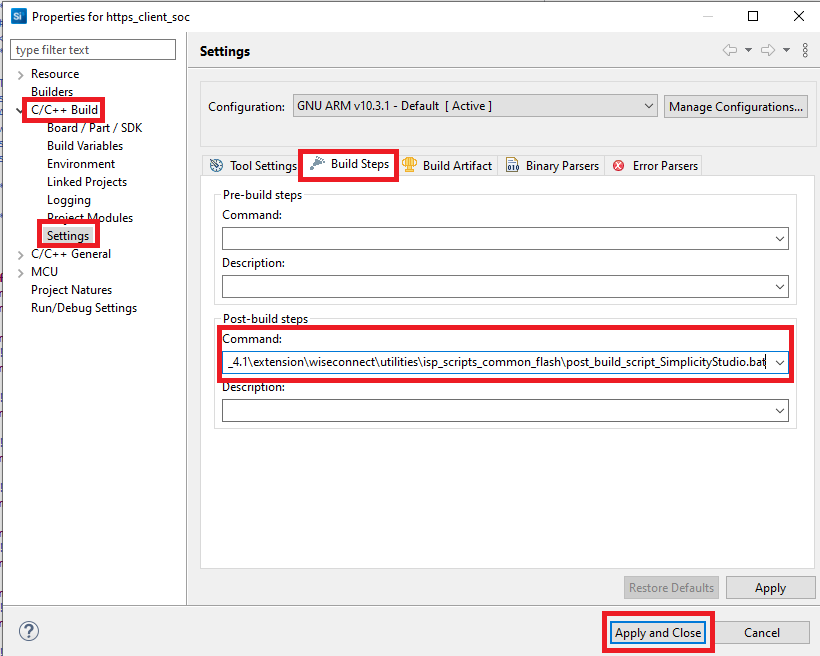 Si Properties for https_client_soc
type filter text
Settings
Resource
Builders
C/C++ Build
Board / Part / SDK
Build Variables
Environment
Linked Projects
Logging
Project Modules
Settings
C/C++ General
MCU
Project Natures
Run/Debug Settings
Configuration: GNU ARM v10.3.1 - Default [ Active ] Manage Configurations...
Tool Settings Build Steps Build Artifact Binary Parsers Error Parsers
Pre-build steps
Command:
Description:
Post-build steps
Command:
_4.1\extension\wiseconnect\utilities\isp_scripts_common_flash\post_build_script_SimplicityStudio.bat
Description:
Restore Defaults Apply
? Apply and Close Cancel